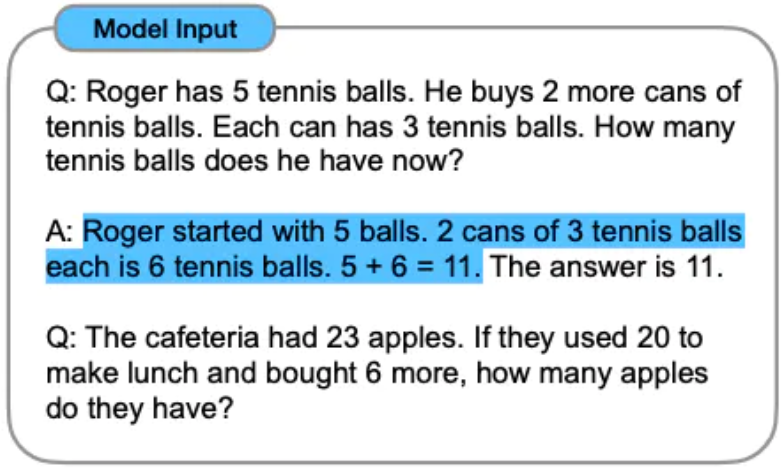 Model Input
Q: Roger has 5 tennis balls. He buys 2 more cans of
tennis balls. Each can has 3 tennis balls. How many
tennis balls does he have now?
A: Roger started with 5 balls. 2 cans of 3 tennis balls
each is 6 tennis balls. 5 + 6 = 11. The answer is 11.
Q: The cafeteria had 23 apples. If they used 20 to
make lunch and bought 6 more, how many apples
do they have?